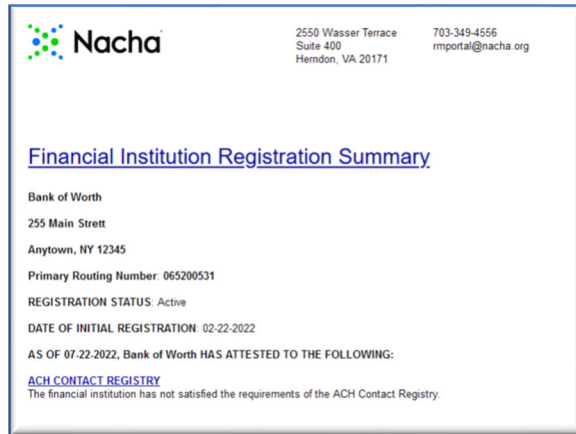 Nacha
2550 Wasser Terrace
Suite 400
Herndon, VA 20171
703-349-4556
rmportal@nacha.org
Financial Institution Registration Summary
Bank of Worth
255 Main Strett
Anytown, NY 12345
Primary Routing Number: 065200531
REGISTRATION STATUS: Active
DATE OF INITIAL REGISTRATION: 02-22-2022
AS OF 07-22-2022, Bank of Worth HAS ATTESTED TO THE FOLLOWING:
ACH CONTACT REGISTRY
The financial institution has not satisfied the requirements of the ACH Contact Registry.